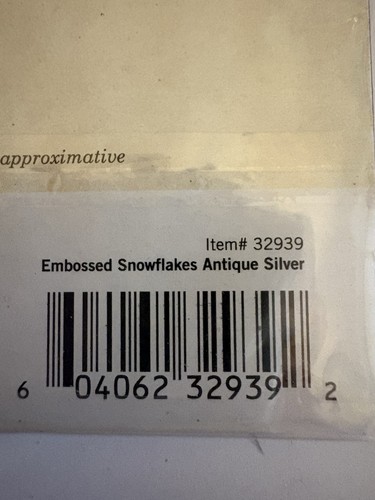 approximative
Item# 32939
Embossed Snowflakes Antique Silver
6 04062 32939 2